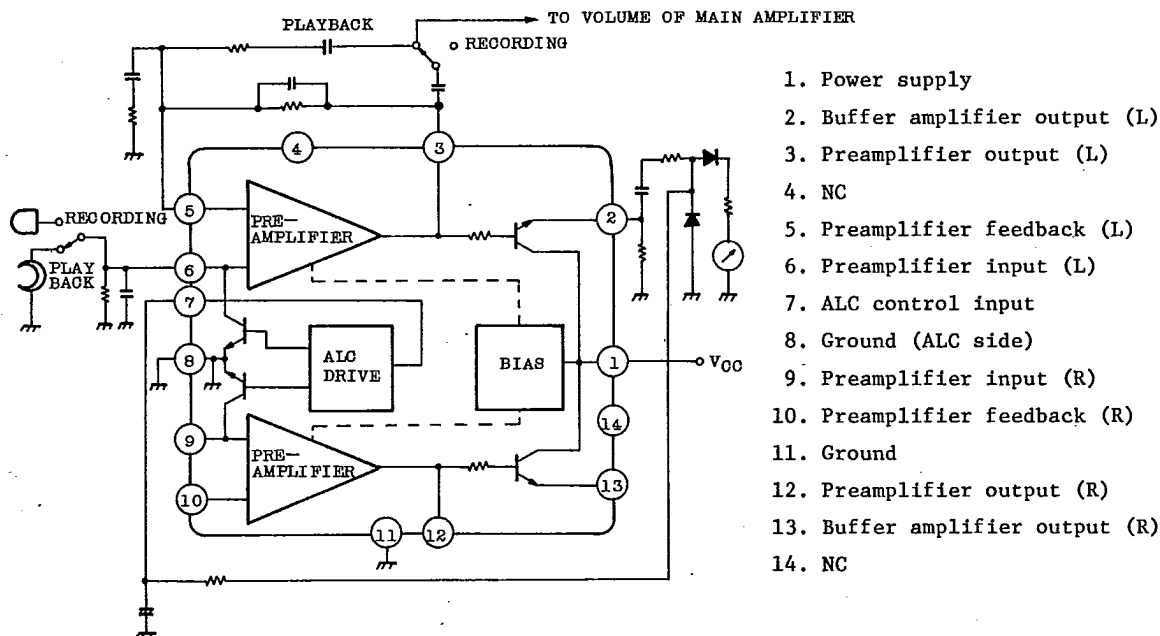 TO VOLUME OF MAIN AMPLIFIER
PLAYBACK
RECORDING
4
3
5
PRE-
AMPLIFIER
2
RECORDING
PLAY
BACK
6
7
8
ALC
DRIVE
BIAS
1
VCC
9
14
PRE-
AMPLIFIER
10
13
11
12
1. Power supply
2. Buffer amplifier output (L)
3. Preamplifier output (L)
4. NC
5. Preamplifier feedback (L)
6. Preamplifier input (L)
7. ALC control input
8. Ground (ALC side)
9. Preamplifier input (R)
10. Preamplifier feedback (R)
11. Ground
12. Preamplifier output (R)
13. Buffer amplifier output (R)
14. NC